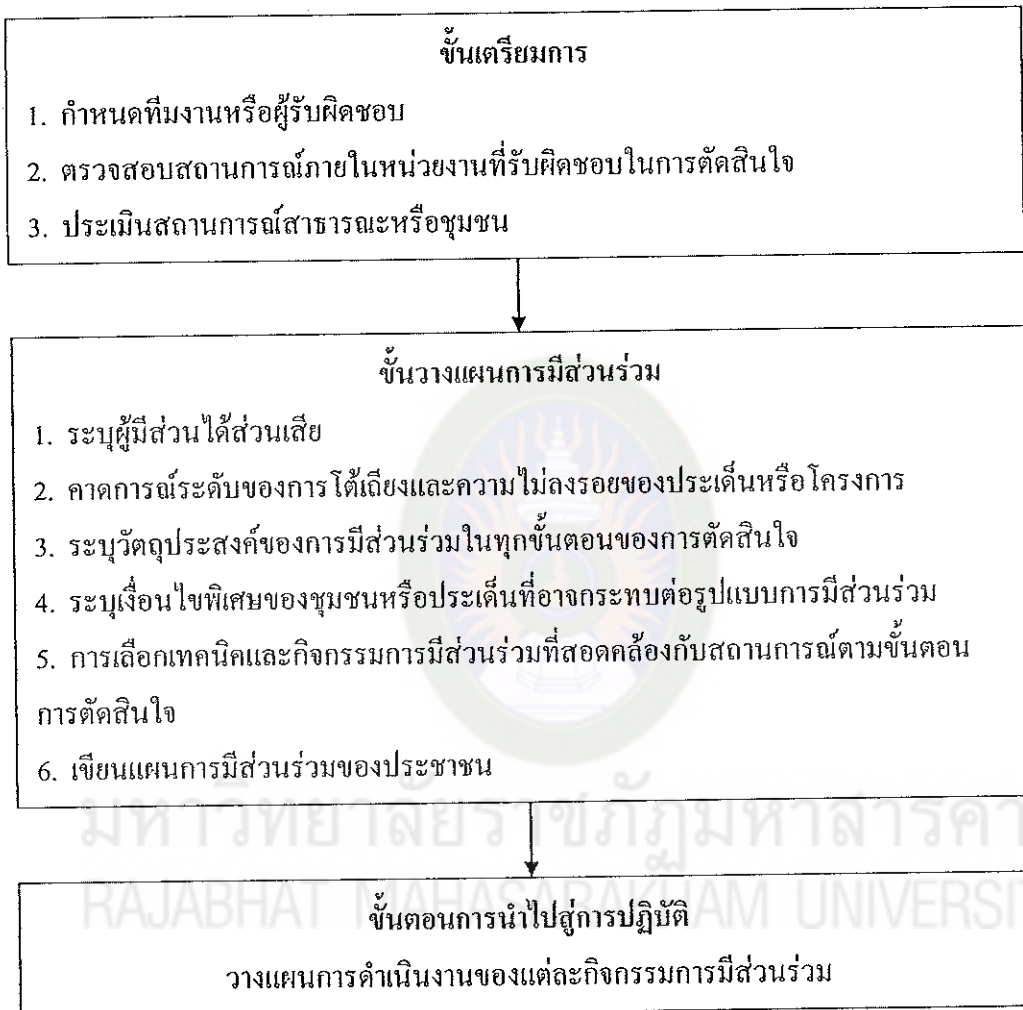 ขั้นเตรียมการ
1. กำหนดทีมงานหรือผู้รับผิดชอบ
2. ตรวจสอบสถานการณ์ภายในหน่วยงานที่รับผิดชอบในการตัดสินใจ
3. ประเมินสถานการณ์สาธารณะหรือชุมชน
ขั้นวางแผนการมีส่วนร่วม
1. ระบุผู้มีส่วนได้ส่วนเสีย
2. คาดการณ์ระดับของการโต้เถียงและความไม่ลงรอยของประเด็นหรือโครงการ
3. ระบุวัตถุประสงค์ของการมีส่วนร่วมในทุกขั้นตอนของการตัดสินใจ
4. ระบุเงื่อนไขพิเศษของชุมชนหรือประเด็นที่อาจกระทบต่อรูปแบบการมีส่วนร่วม
5. การเลือกเทคนิคและกิจกรรมการมีส่วนร่วมที่สอดคล้องกับสถานการณ์ตามขั้นตอน
การตัดสินใจ
6. เขียนแผนการมีส่วนร่วมของประชาชน
มหาวิทยาลัยราชภัฏมหาสารคา
RAJABHAT MAHASARAKHAM UNIVERSI
ขั้นตอนการนำไปสู่การปฏิบัติ
วางแผนการดำเนินงานของแต่ละกิจกรรมการมีส่วนร่วม